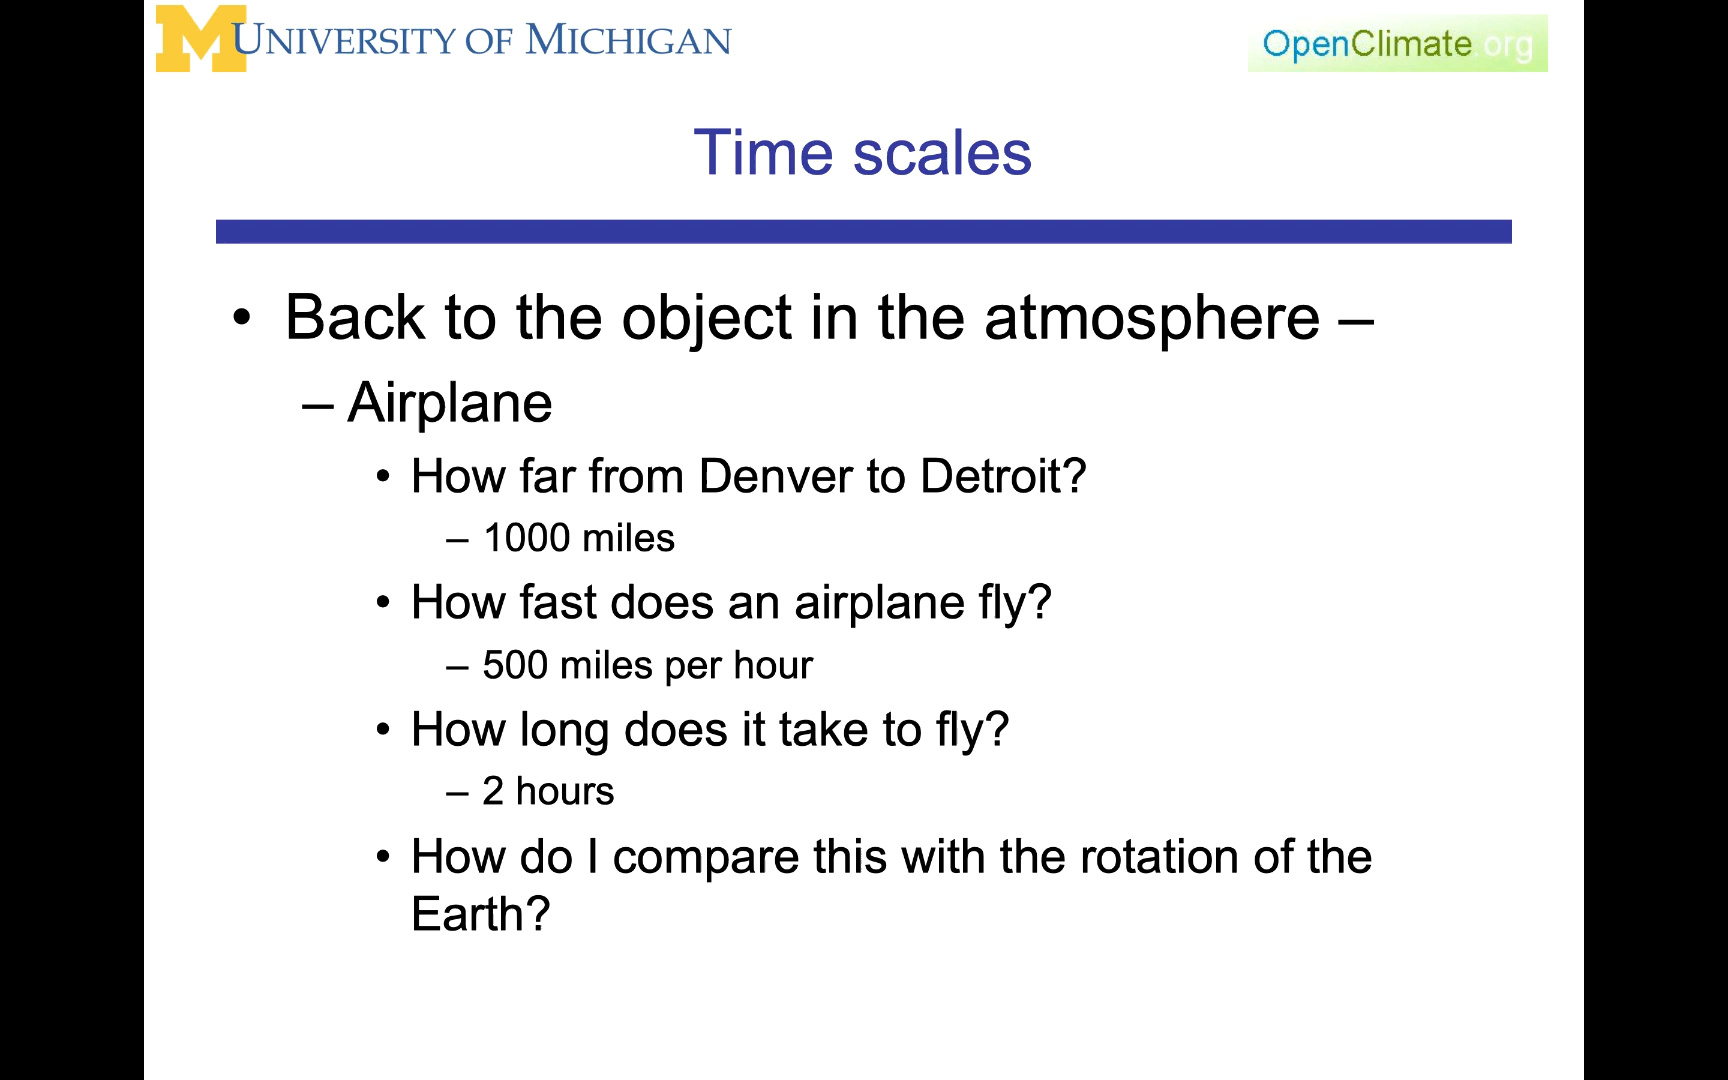 UNIVERSITY OF MICHIGAN
OpenClimate.org
Time scales
• Back to the object in the atmosphere –
– Airplane
• How far from Denver to Detroit?
– 1000 miles
• How fast does an airplane fly?
– 500 miles per hour
• How long does it take to fly?
– 2 hours
• How do I compare this with the rotation of the
Earth?